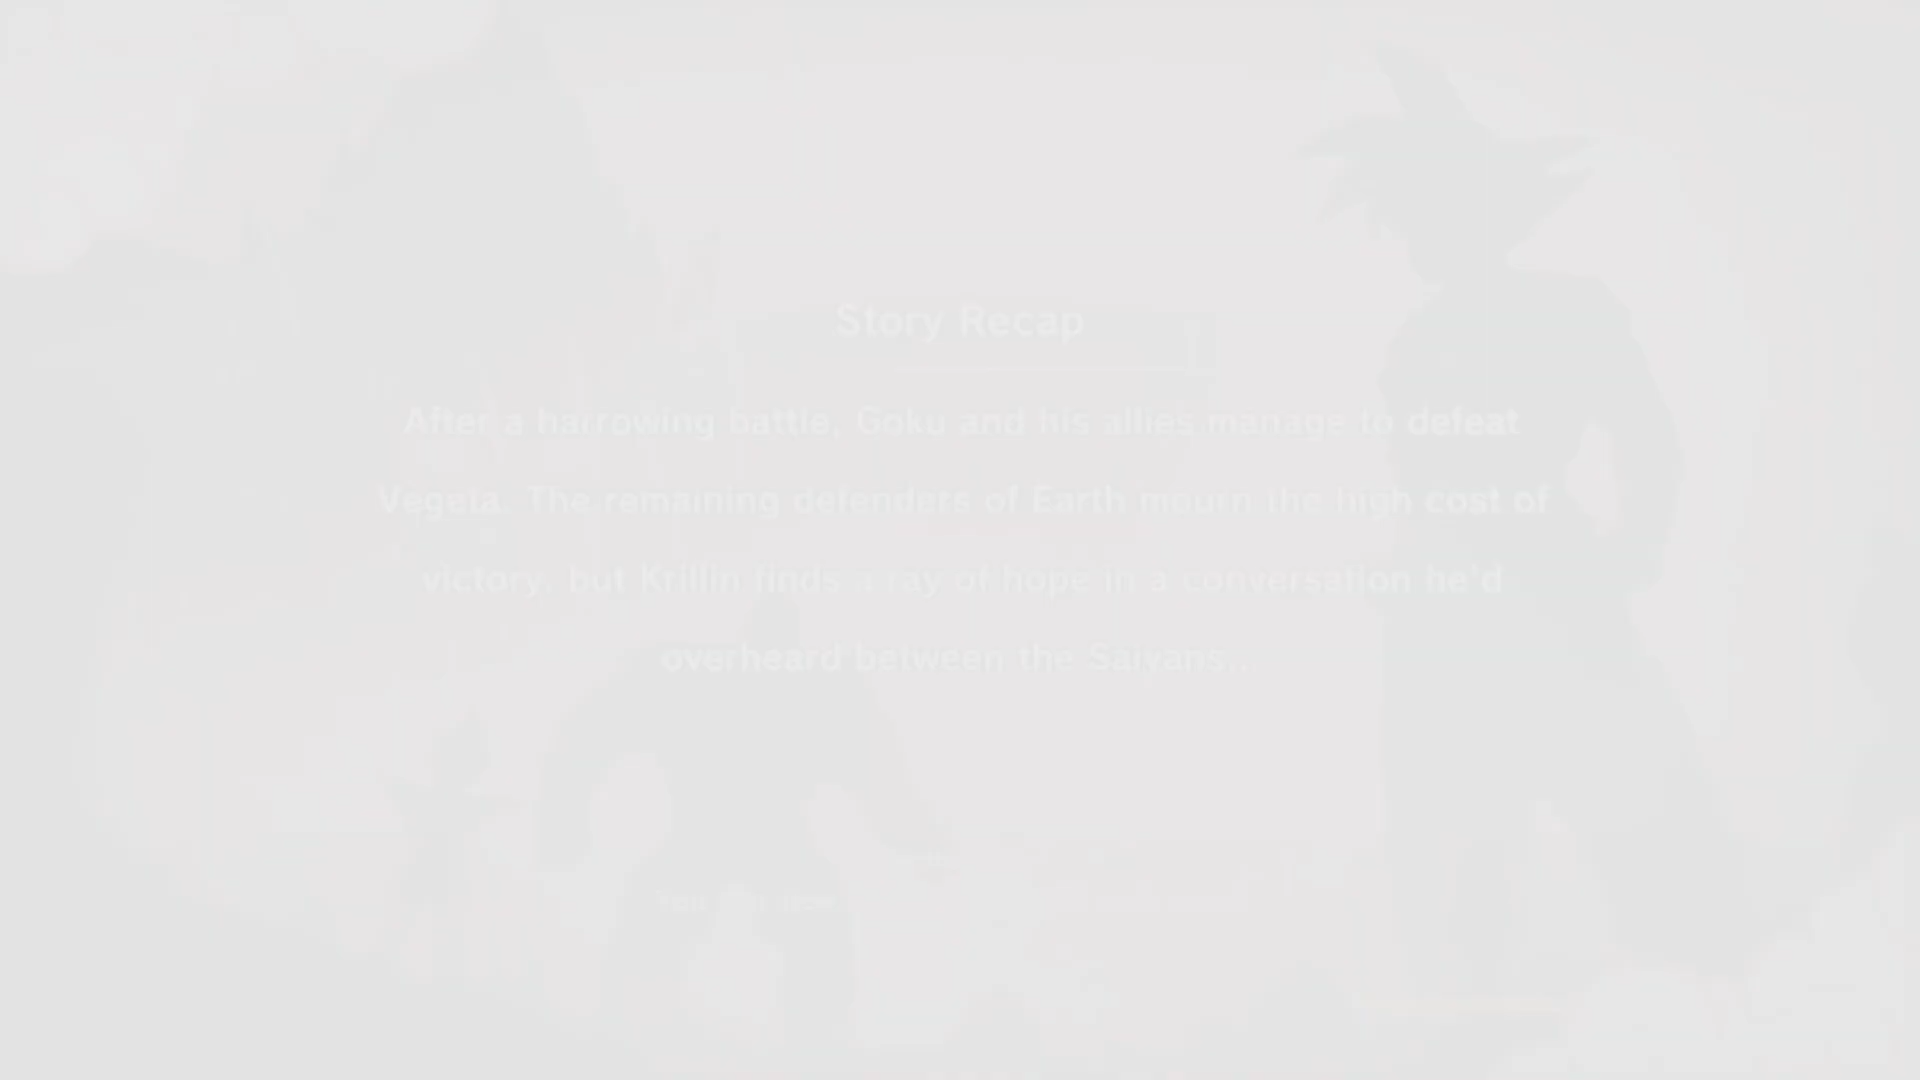 Story Recap
After a harrowing battle, Goku and his allies manage to defeat
Vegeta. The remaining defenders of Earth mourn the high cost of
victory, but Krillin finds a ray of hope in a conversation he'd
overheard between the Saiyans...